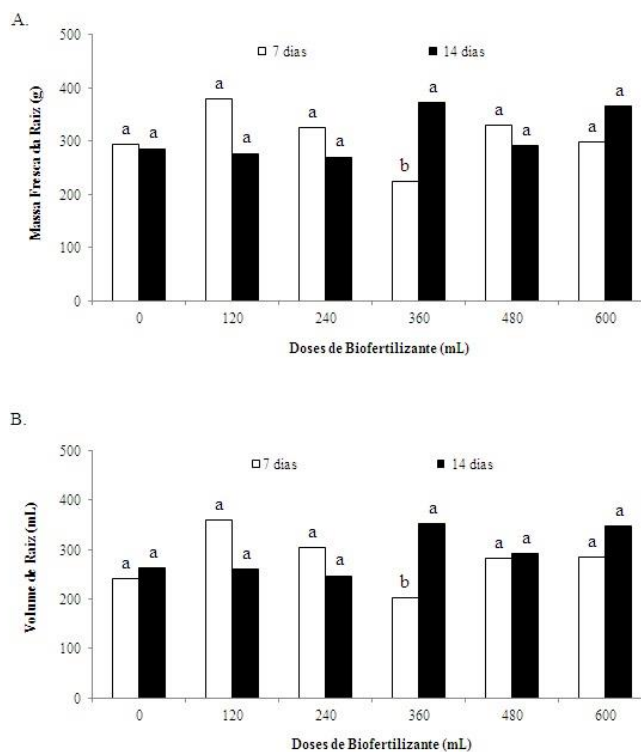 A.
500
400
300
200
100
0
Massa Fresca da Raiz (g)
7 dias 14 dias
a a a a a a b a a a a a
0 120 240 360 480 600
Doses de Biofertilizante (mL)
B.
500
400
300
200
100
0
Volume de Raiz (mL)
7 dias 14 dias
a a a a a a b a a a a a
0 120 240 360 480 600
Doses de Biofertilizante (mL)